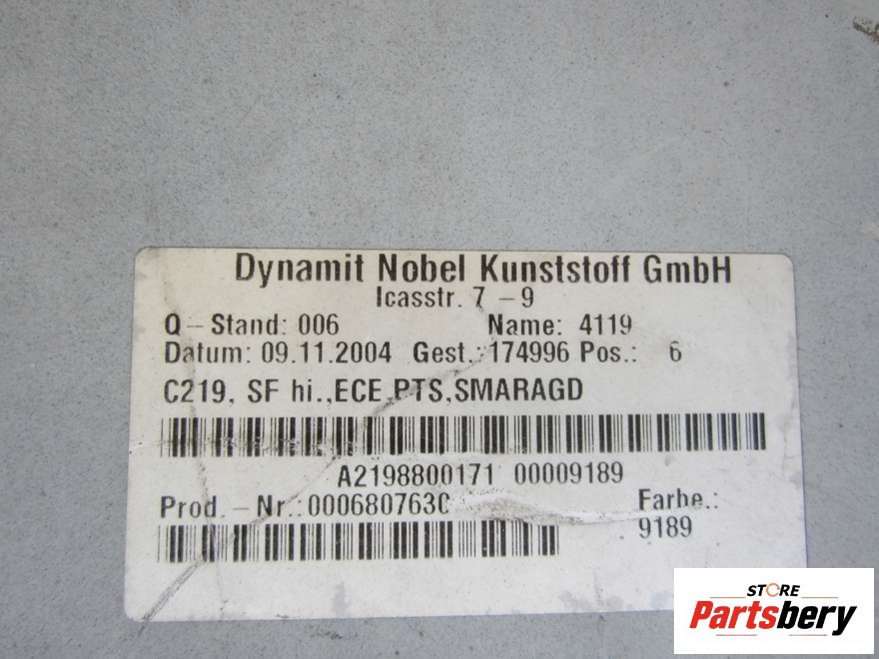 Dynamit Nobel Kunststoff GmbH
Icasstr. 7 - 9
Q - Stand: 006 Name: 4119
Datum: 09.11.2004 Gest.: 174996 Pos.: 6
C219, SF hi.,ECE,PTS,SMARAGD
A2198800171 00009189
Prod. - Nr.: Farbe.:
9189
STORE
Partsbery